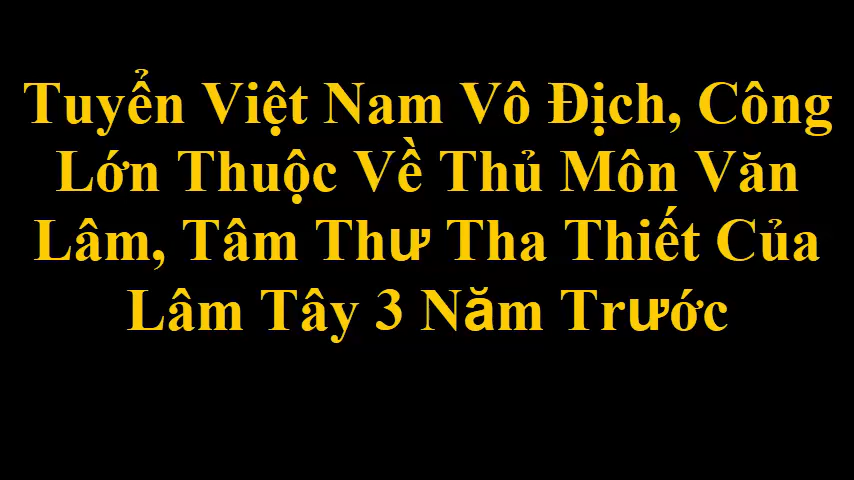 Tuyển Việt Nam Vô Địch, Công
Lớn Thuộc Về Thủ Môn Văn
Lâm, Tâm Thư Tha Thiết Của
Lâm Tây 3 Năm Trước